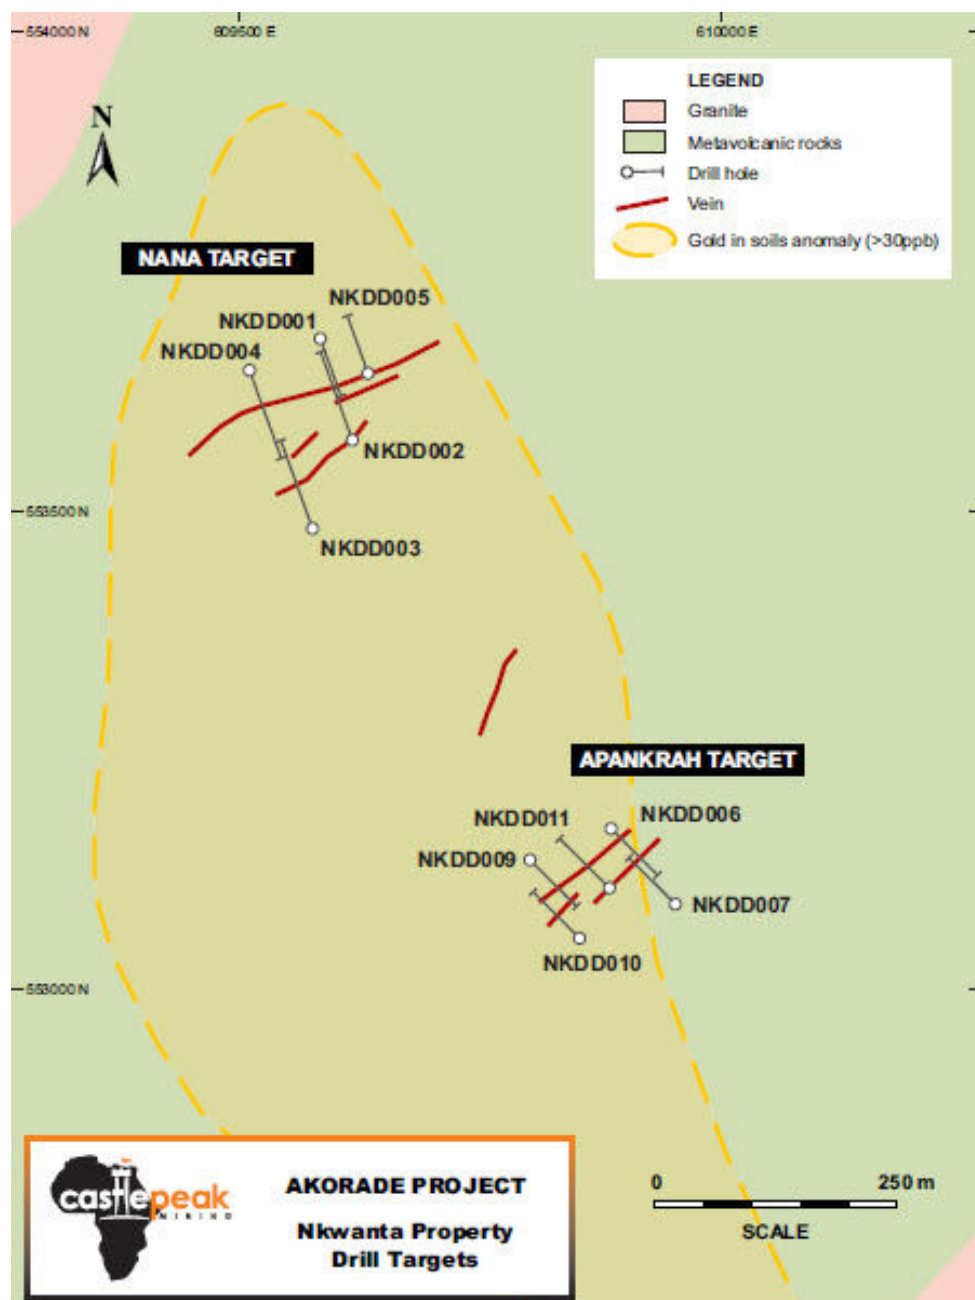 554000 N
609500 E
610000 E
LEGEND
Granite
Metavolcanic rocks
Drill hole
Vein
Gold in soils anomaly (>30ppb)
N
NANA TARGET
NKDD005
NKDD001
NKDD004
NKDD002
553500 N
NKDD003
APANKRAH TARGET
NKDD011
NKDD006
NKDD009
NKDD007
NKDD010
553000 N
castlepeak
MINING
AKORADE PROJECT
Nkwanta Property
Drill Targets
0
250 m
SCALE